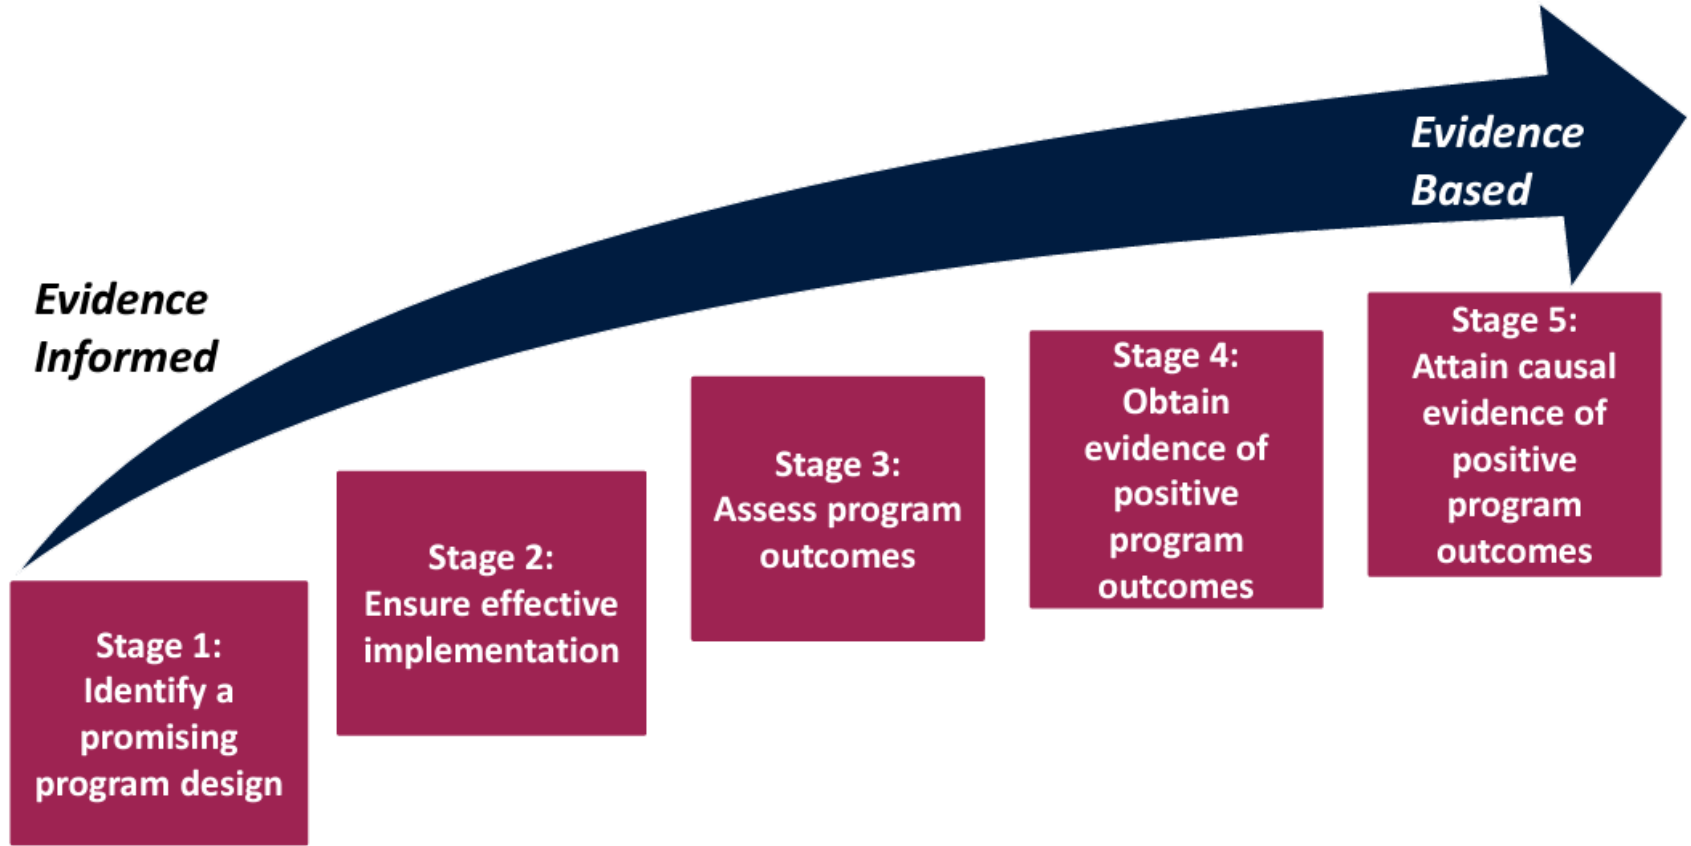 Evidence
Informed
Evidence
Based
Stage 1:
Identify a
promising
program design
Stage 2:
Ensure effective
implementation
Stage 3:
Assess program
outcomes
Stage 4:
Obtain
evidence of
positive
program
outcomes
Stage 5:
Attain causal
evidence of
positive
program
outcomes